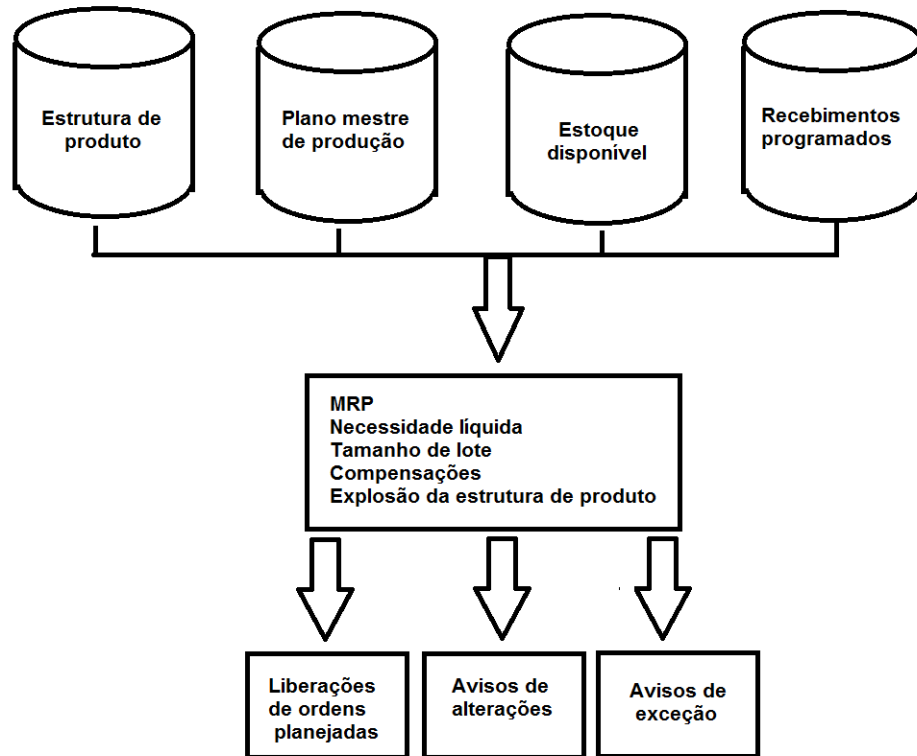 Estrutura de
produto
Plano mestre
de produção
Estoque
disponível
Recebimentos
programados
MRP
Necessidade líquida
Tamanho de lote
Compensações
Explosão da estrutura de produto
Liberações
de ordens
planejadas
Avisos de
alterações
Avisos de
exceção